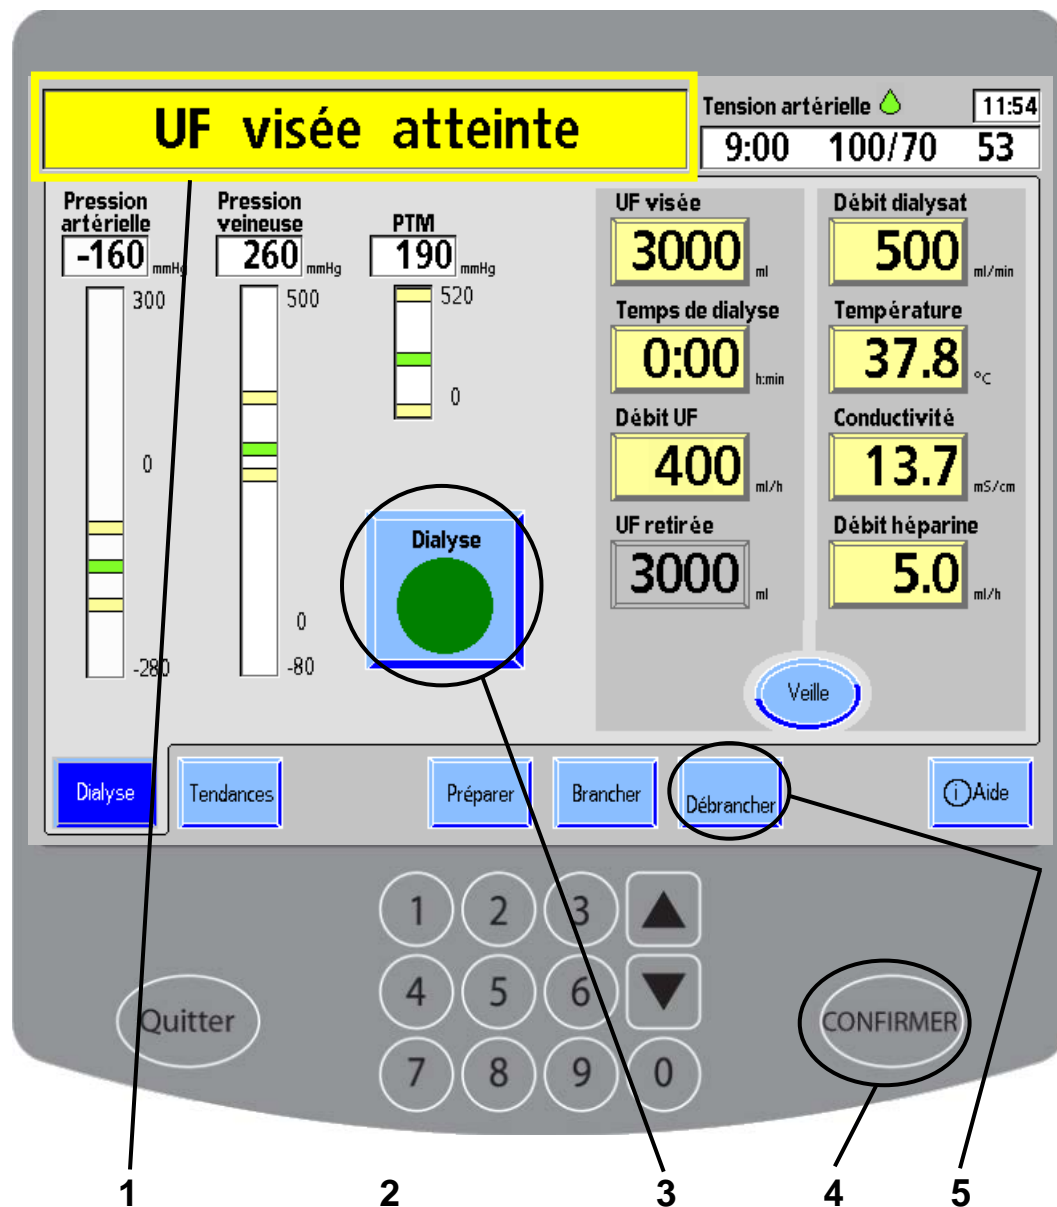 UF visée atteinte
Tension artérielle 11:54
9:00 100/70 53
Pression artérielle
-160 mmHg
300
0
-280
Pression veineuse
260 mmHg
500
0
-80
PTM
190 mmHg
520
0
Dialyse
UF visée
3000 ml
Temps de dialyse
0:00 h:min
Débit UF
400 ml/h
UF retirée
3000 ml
Débit dialysat
500 ml/min
Température
37.8 °C
Conductivité
13.7 mS/cm
Débit héparine
5.0 ml/h
Veille
Dialyse Tendances Préparer Brancher Débrancher i Aide
1 2 3
4 5 6
7 8 9 0
Quitter
CONFIRMER
1 2 3 4 5